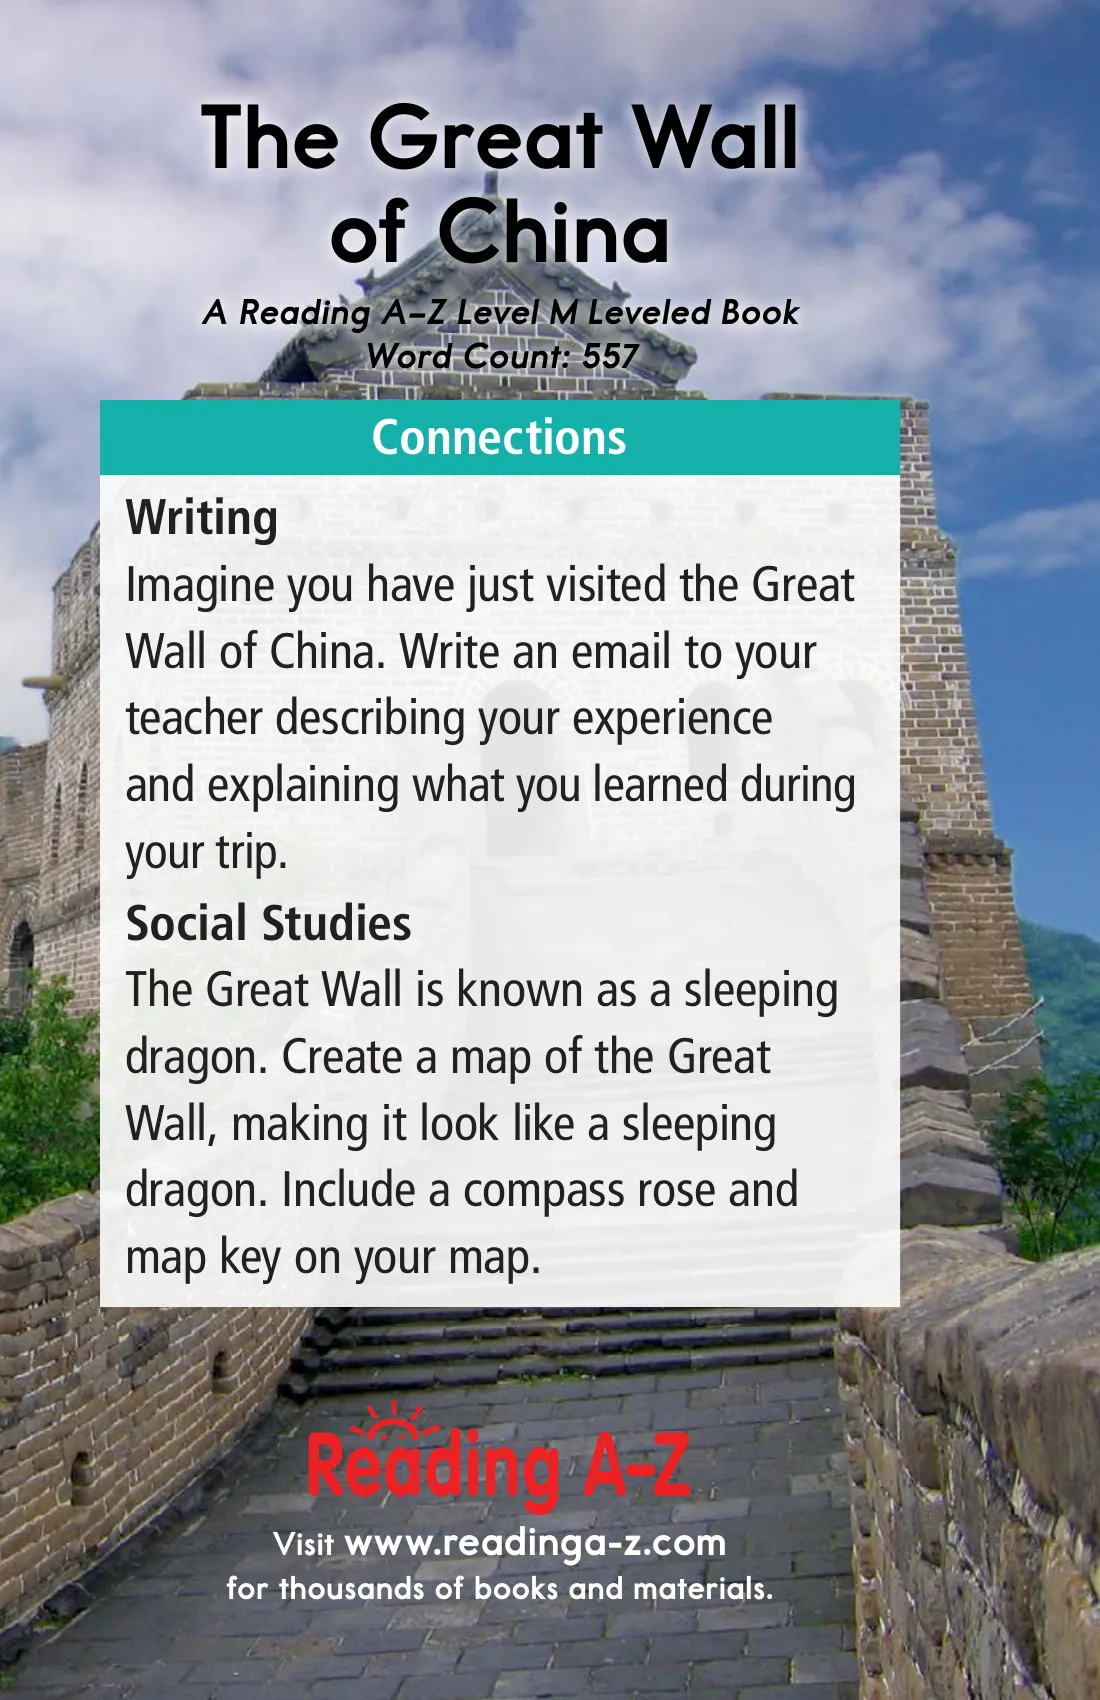 The Great Wall
of China
A Reading A–Z Level M Leveled Book
Word Count: 557
Connections
Writing
Imagine you have just visited the Great
Wall of China. Write an email to your
teacher describing your experience
and explaining what you learned during
your trip.
Social Studies
The Great Wall is known as a sleeping
dragon. Create a map of the Great
Wall, making it look like a sleeping
dragon. Include a compass rose and
map key on your map.
Reading A–Z
Visit www.readinga-z.com
for thousands of books and materials.